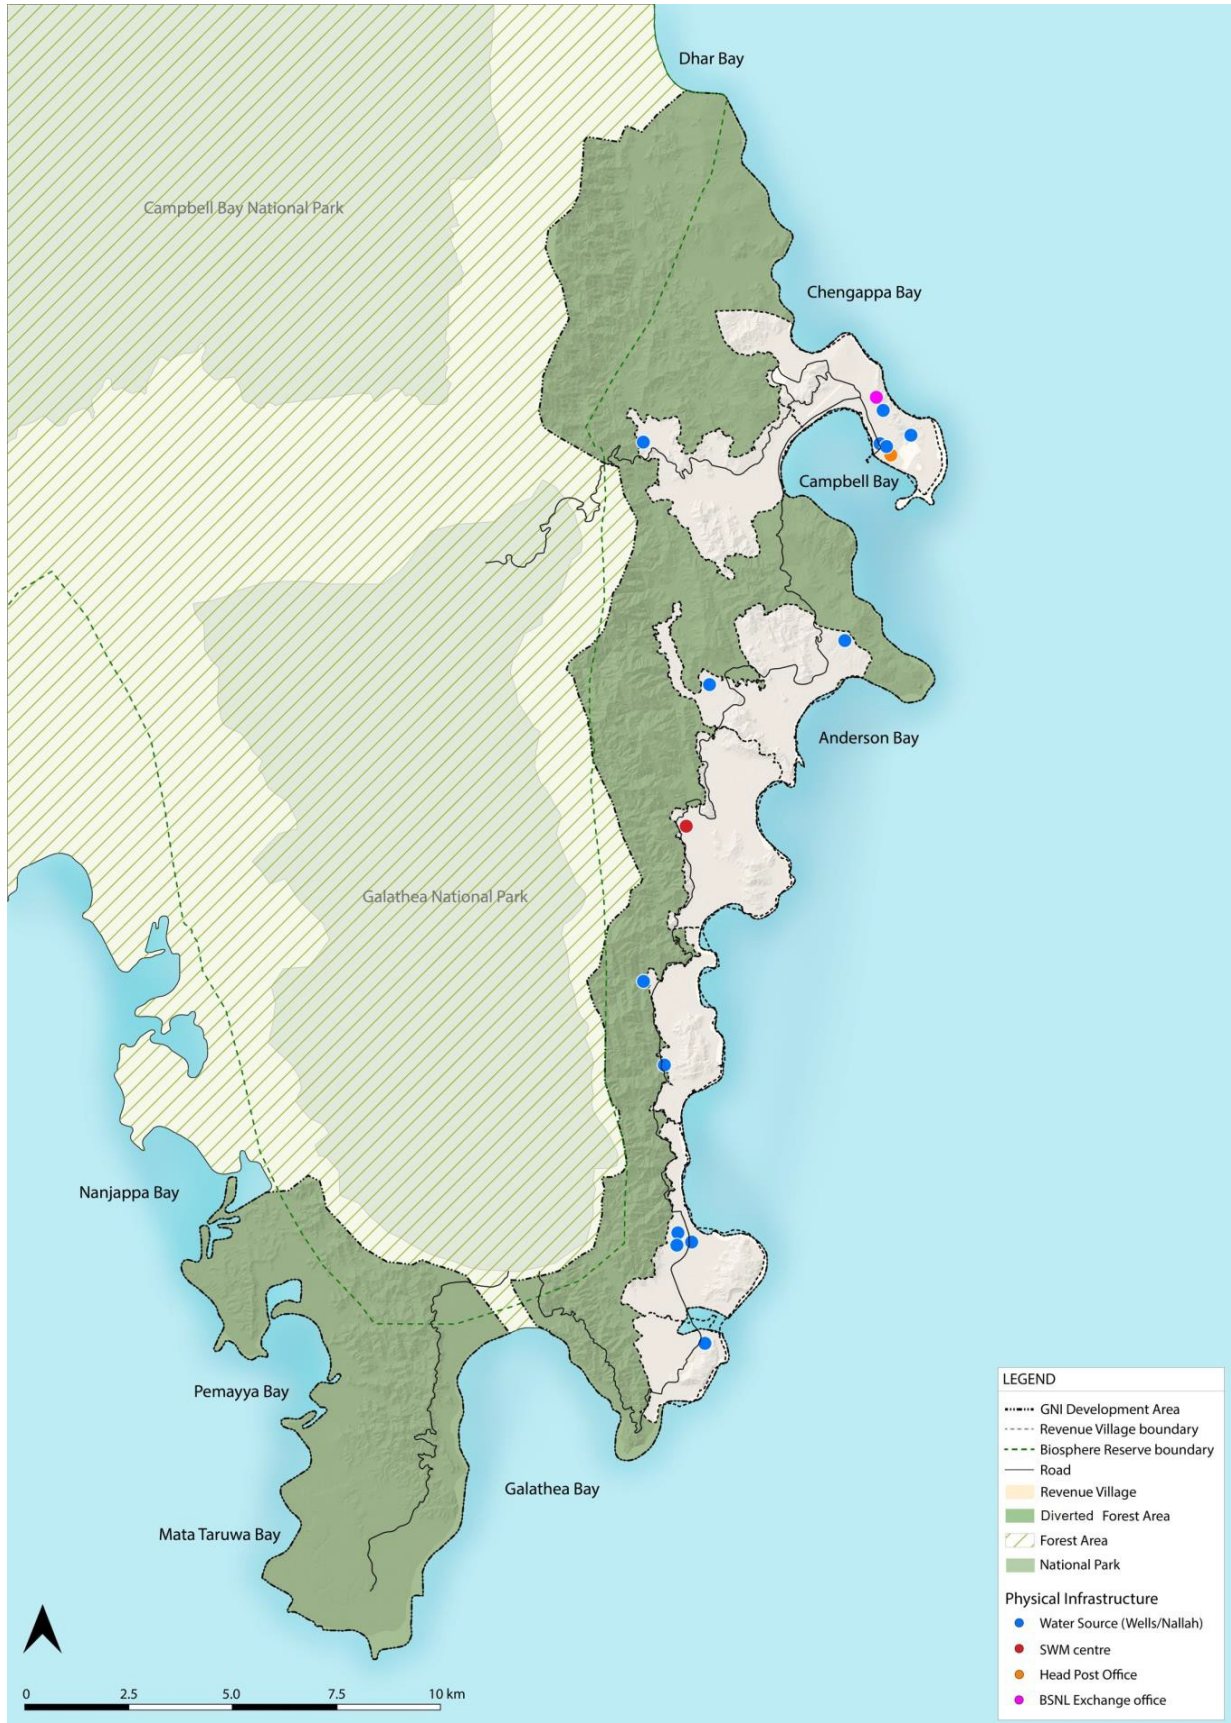 Dhar Bay
Campbell Bay National Park
Chengappa Bay
Campbell Bay
Anderson Bay
Galathea National Park
Nanjappa Bay
Pemayya Bay
Galathea Bay
Mata Taruwa Bay
LEGEND
GNI Development Area
Revenue Village boundary
Biosphere Reserve boundary
Road
Revenue Village
Diverted Forest Area
Forest Area
National Park
Physical Infrastructure
Water Source (Wells/Nallah)
SWM centre
Head Post Office
BSNL Exchange office
0 2.5 5.0 7.5 10 km